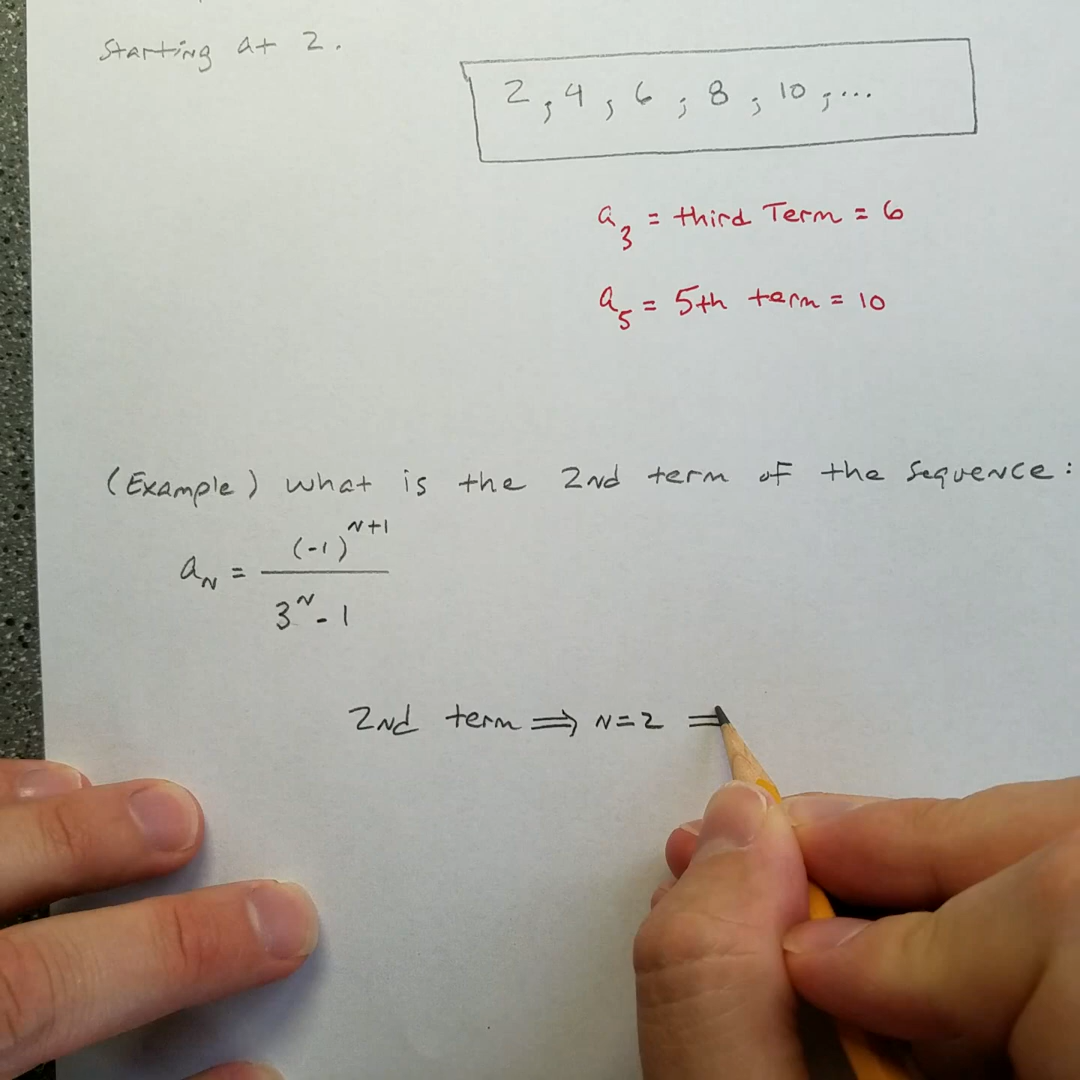 Starting at 2.
2, 4, 6, 8, 10, ...
a₃ = third Term = 6
a₅ = 5th term = 10
(Example) what is the 2nd term of the sequence:
a_N = (-1)^(N+1) / (3^N - 1)
2nd term ⇒ N=2 =